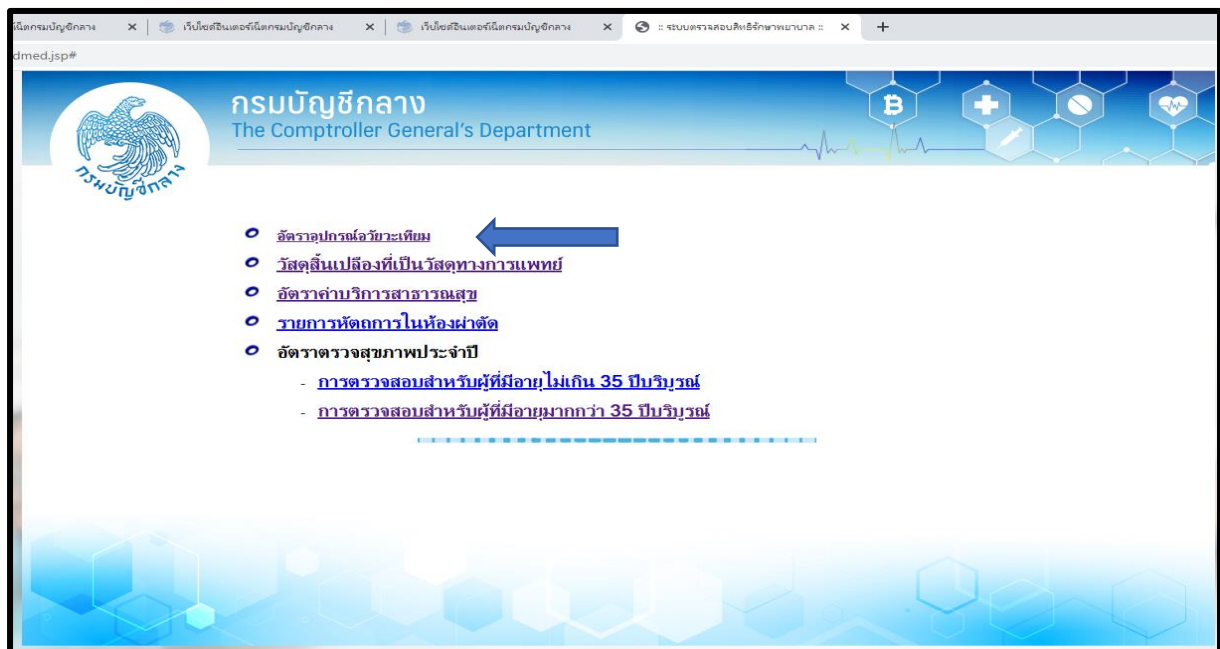 เว็บไซต์อินเตอร์เน็ตกรมบัญชีกลาง
เว็บไซต์อินเตอร์เน็ตกรมบัญชีกลาง
:: ระบบตรวจสอบสิทธิรักษาพยาบาล ::
dmed.jsp#
กรมบัญชีกลาง
The Comptroller General's Department
กรมบัญชีกลาง
อัตราอุปกรณ์อวัยวะเทียม
วัสดุสิ้นเปลืองที่เป็นวัสดุทางการแพทย์
อัตราค่าบริการสาธารณสุข
รายการหัตถการในห้องผ่าตัด
อัตราตรวจสุขภาพประจำปี
- การตรวจสอบสำหรับผู้ที่มีอายุไม่เกิน 35 ปีบริบูรณ์
- การตรวจสอบสำหรับผู้ที่มีอายุมากกว่า 35 ปีบริบูรณ์